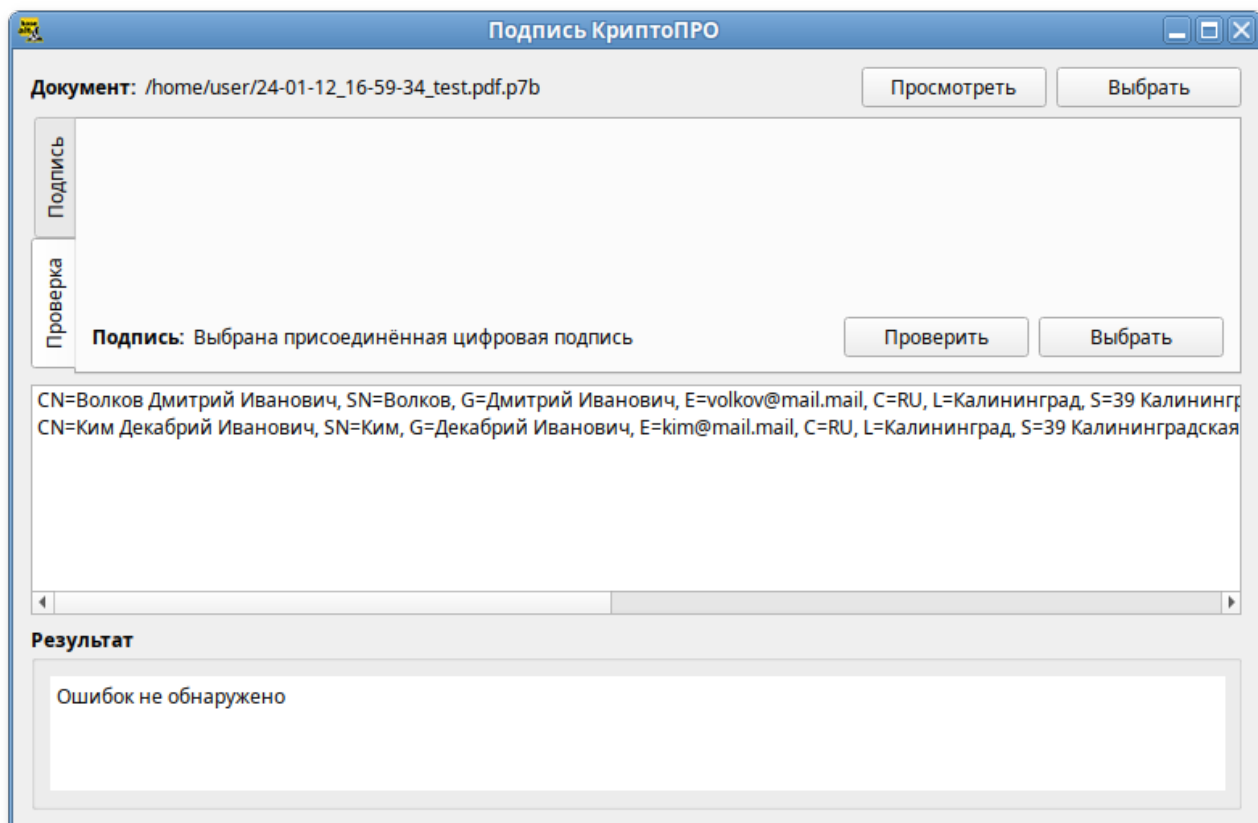 Подпись КриптоПРО
Документ: /home/user/24-01-12_16-59-34_test.pdf.p7b
Просмотреть
Выбрать
Подпись
Проверка
Подпись: Выбрана присоединённая цифровая подпись
Проверить
Выбрать
CN=Волков Дмитрий Иванович, SN=Волков, G=Дмитрий Иванович, E=volkov@mail.mail, C=RU, L=Калининград, S=39 Калинингр
CN=Ким Декабрий Иванович, SN=Ким, G=Декабрий Иванович, E=kim@mail.mail, C=RU, L=Калининград, S=39 Калининградская
Результат
Ошибок не обнаружено